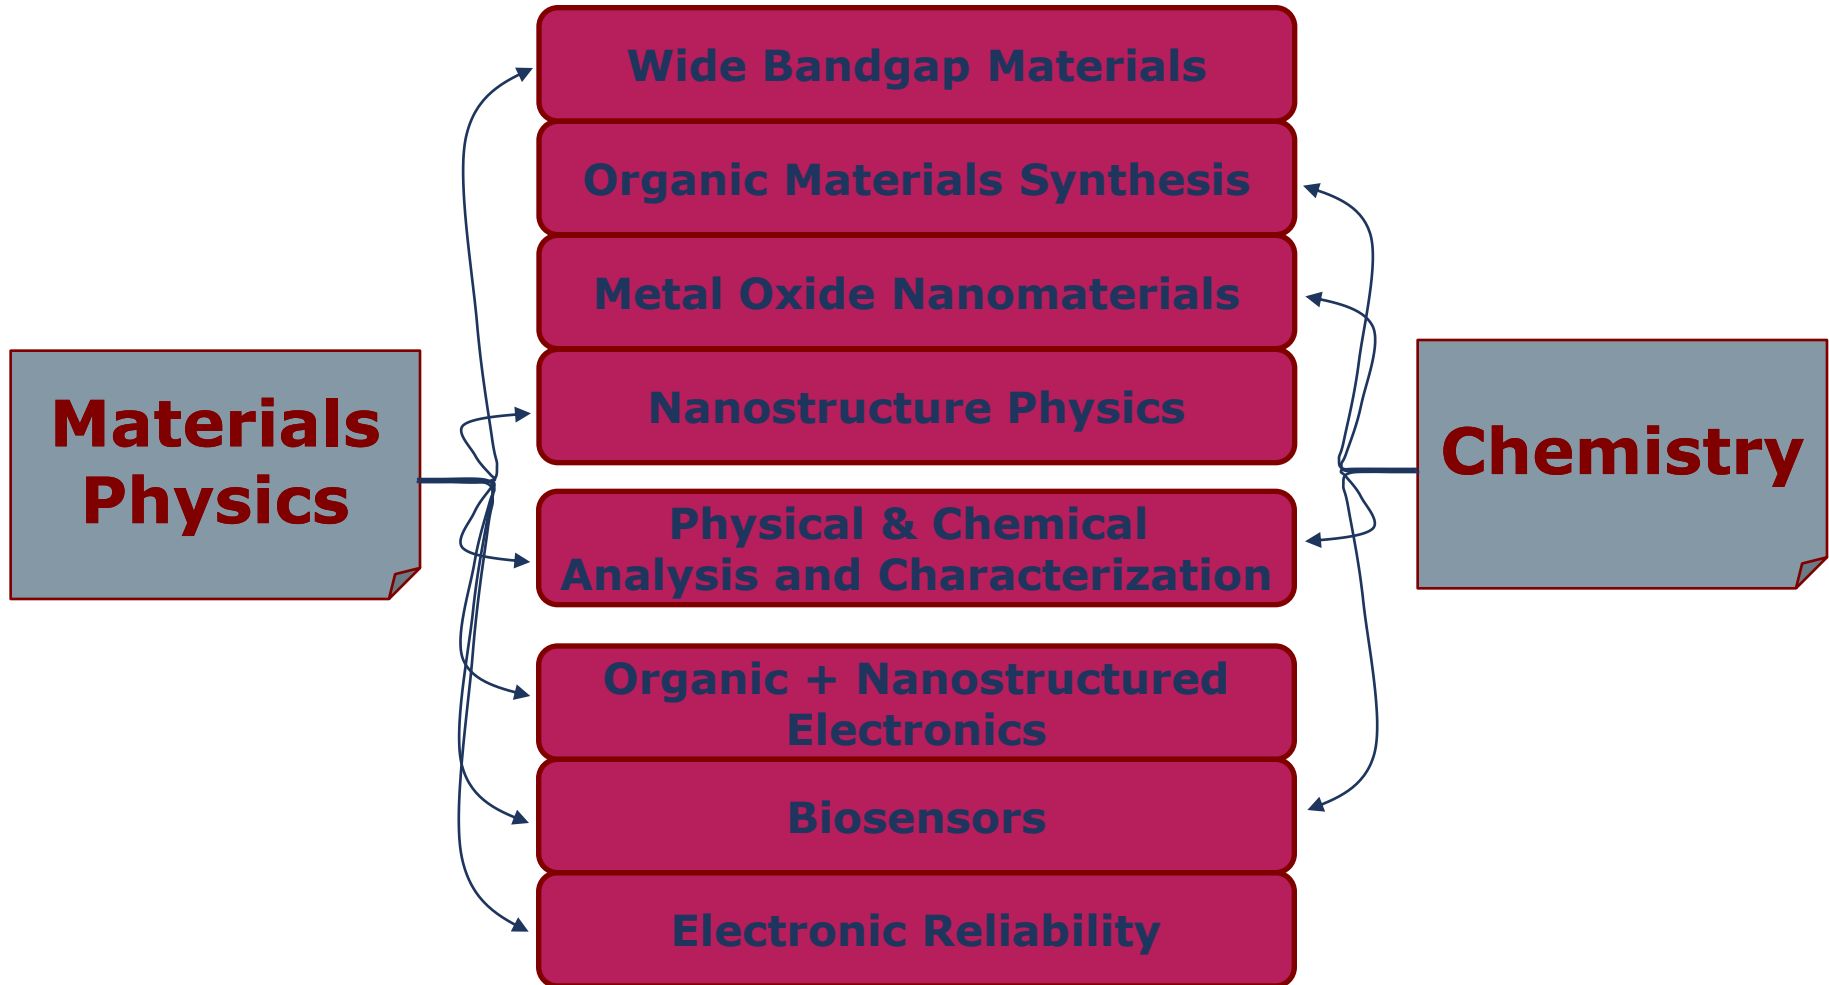 Wide Bandgap Materials
Organic Materials Synthesis
Metal Oxide Nanomaterials
Nanostructure Physics
Materials
Physics
Chemistry
Physical & Chemical
Analysis and Characterization
Organic + Nanostructured
Electronics
Biosensors
Electronic Reliability